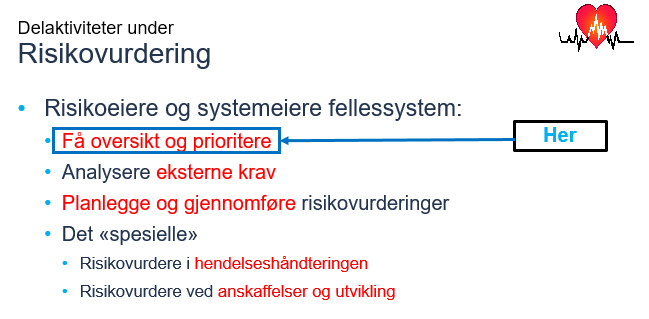 Delaktiviteter under
Risikovurdering
• Risikoeiere og systemeiere fellessystem:
• Få oversikt og prioritere
Her
• Analysere eksterne krav
• Planlegge og gjennomføre risikovurderinger
• Det «spesielle»
• Risikovurdere i hendelseshåndteringen
• Risikovurdere ved anskaffelser og utvikling